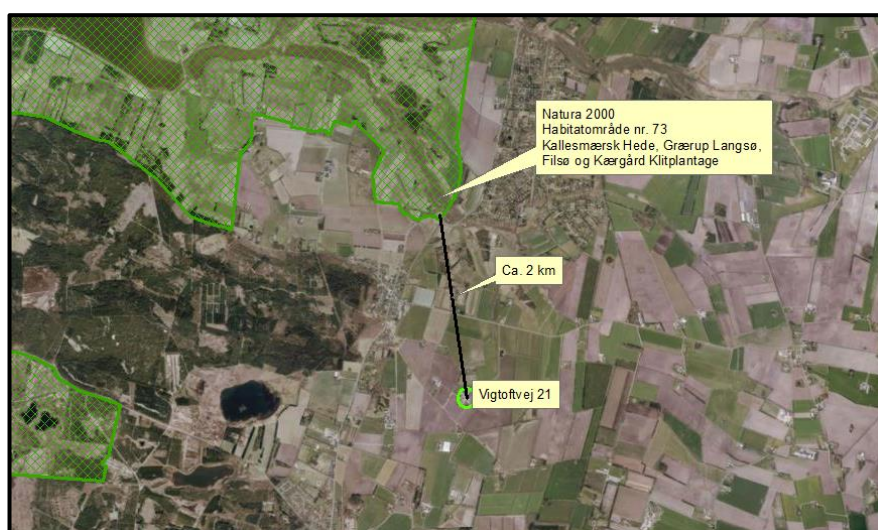 Natura 2000
Habitatområde nr. 73
Kallesmærsk Hede, Grærup Langsø,
Filsø og Kærgård Klitplantage
Ca. 2 km
Vigtoftvej 21